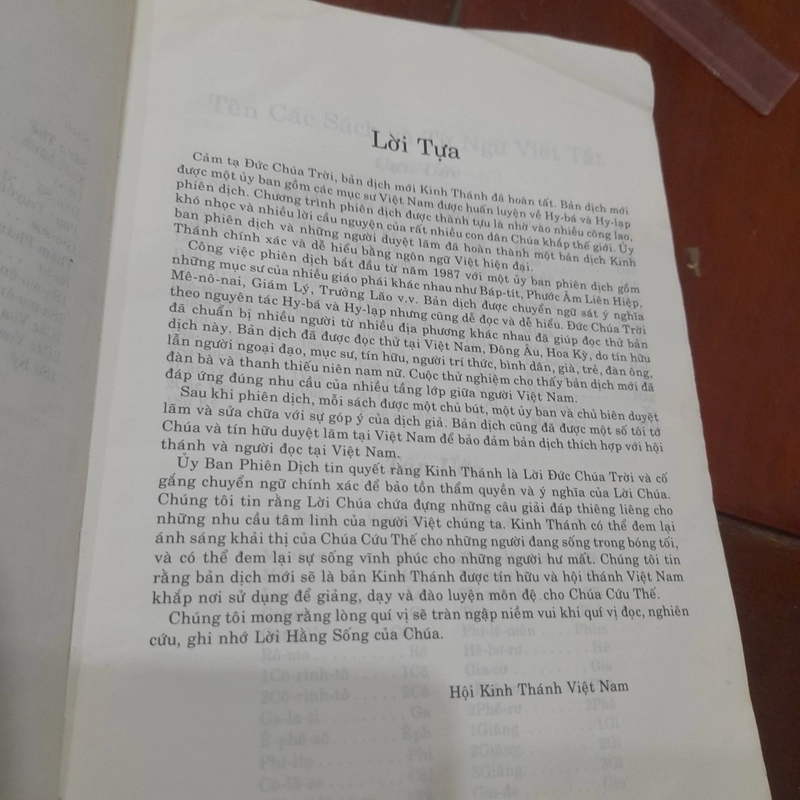 Lời Tựa
Cảm tạ Đức Chúa Trời, bản dịch mới Kinh Thánh đã hoàn tất. Bản dịch mới
được một ủy ban gồm các mục sư Việt Nam được huấn luyện về Hy-bá và Hy-lạp
phiên dịch. Chương trình phiên dịch được thành tựu là nhờ vào nhiều công lao,
khó nhọc và nhiều lời cầu nguyện của rất nhiều con dân Chúa khắp thế giới. Ủy
ban phiên dịch và những người duyệt lãm đã hoàn thành một bản dịch Kinh
Thánh chính xác và dễ hiểu bằng ngôn ngữ Việt hiện đại.
Công việc phiên dịch bắt đầu từ năm 1987 với một ủy ban phiên dịch gồm
những mục sư của nhiều giáo phái khác nhau như Báp-tít, Phước Âm Liên Hiệp,
Mê-nô-nai, Giám Lý, Trưởng Lão v.v. Bản dịch được chuyển ngữ sát ý nghĩa
theo nguyên tác Hy-bá và Hy-lạp nhưng cũng dễ đọc và dễ hiểu. Đức Chúa Trời
đã chuẩn bị nhiều người từ nhiều địa phương khác nhau đã giúp đọc thử bản
dịch này. Bản dịch đã được đọc thử tại Việt Nam, Đông Âu, Hoa Kỳ, do tín hữu
lẫn người ngoại đạo, mục sư, tín hữu, người trí thức, bình dân, già, trẻ, đàn ông,
đàn bà và thanh thiếu niên nam nữ. Cuộc thử nghiệm cho thấy bản dịch mới đã
đáp ứng đúng nhu cầu của nhiều tầng lớp giữa người Việt Nam.
Sau khi phiên dịch, mỗi sách được một chủ bút, một ủy ban và chủ biên duyệt
lãm và sửa chữa với sự góp ý của dịch giả. Bản dịch cũng đã được một số tôi tớ
Chúa và tín hữu duyệt lãm tại Việt Nam để bảo đảm bản dịch thích hợp với hội
thánh và người đọc tại Việt Nam.
Ủy Ban Phiên Dịch tin quyết rằng Kinh Thánh là Lời Đức Chúa Trời và cố
gắng chuyển ngữ chính xác để bảo tồn thẩm quyền và ý nghĩa của Lời Chúa.
Chúng tôi tin rằng Lời Chúa chứa đựng những câu giải đáp thiêng liêng cho
những nhu cầu tâm linh của người Việt chúng ta. Kinh Thánh có thể đem lại
ánh sáng khải thị của Chúa Cứu Thế cho những người đang sống trong bóng tối,
và có thể đem lại sự sống vĩnh phúc cho những người hư mất. Chúng tôi tin
rằng bản dịch mới sẽ là bản Kinh Thánh được tín hữu và hội thánh Việt Nam
khắp nơi sử dụng để giảng, dạy và đào luyện môn đệ cho Chúa Cứu Thế.
Chúng tôi mong rằng lòng quí vị sẽ tràn ngập niềm vui khi quí vị đọc, nghiên
cứu, ghi nhớ Lời Hằng Sống của Chúa.
Hội Kinh Thánh Việt Nam